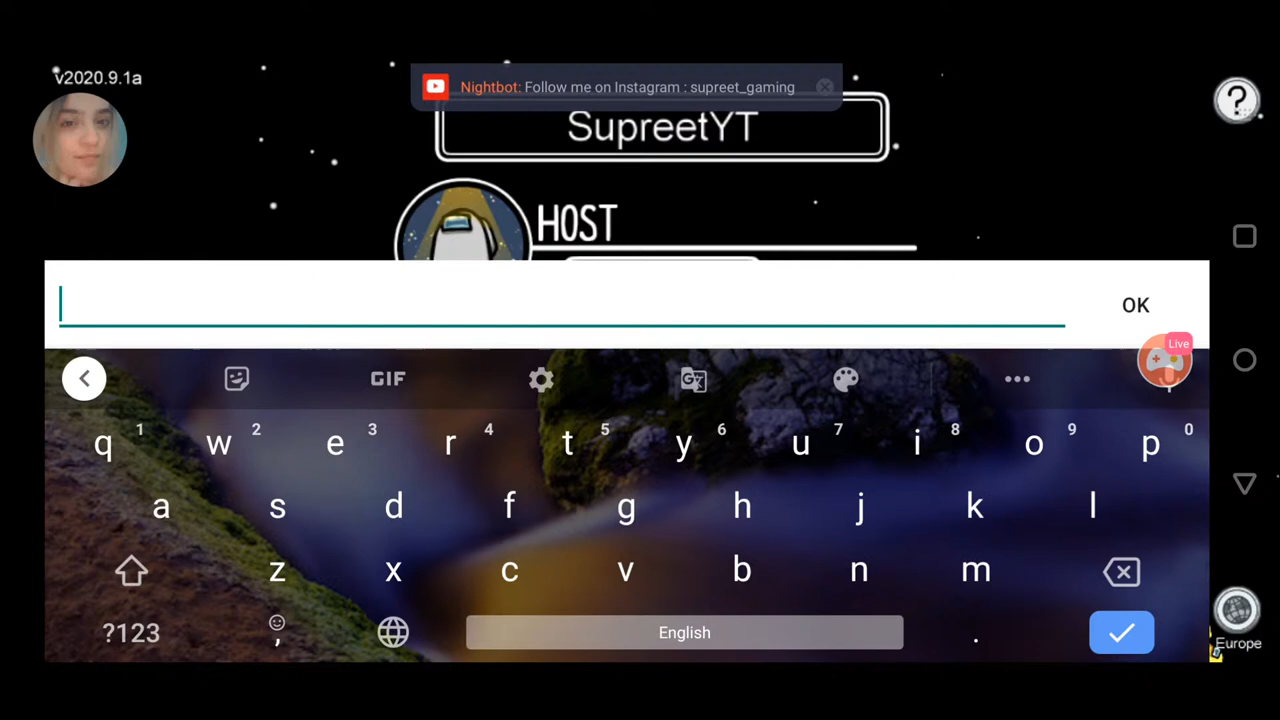 v2020.9.1a
Nightbot: Follow me on Instagram : supreet_gaming
SupreetYT
?
HOST
OK
Live
GIF
q 1 w 2 e 3 r 4 t 5 y 6 u 7 i 8 o 9 p 0
a s d f g h j k l
z x c v b n m
?123 , English .
Europe